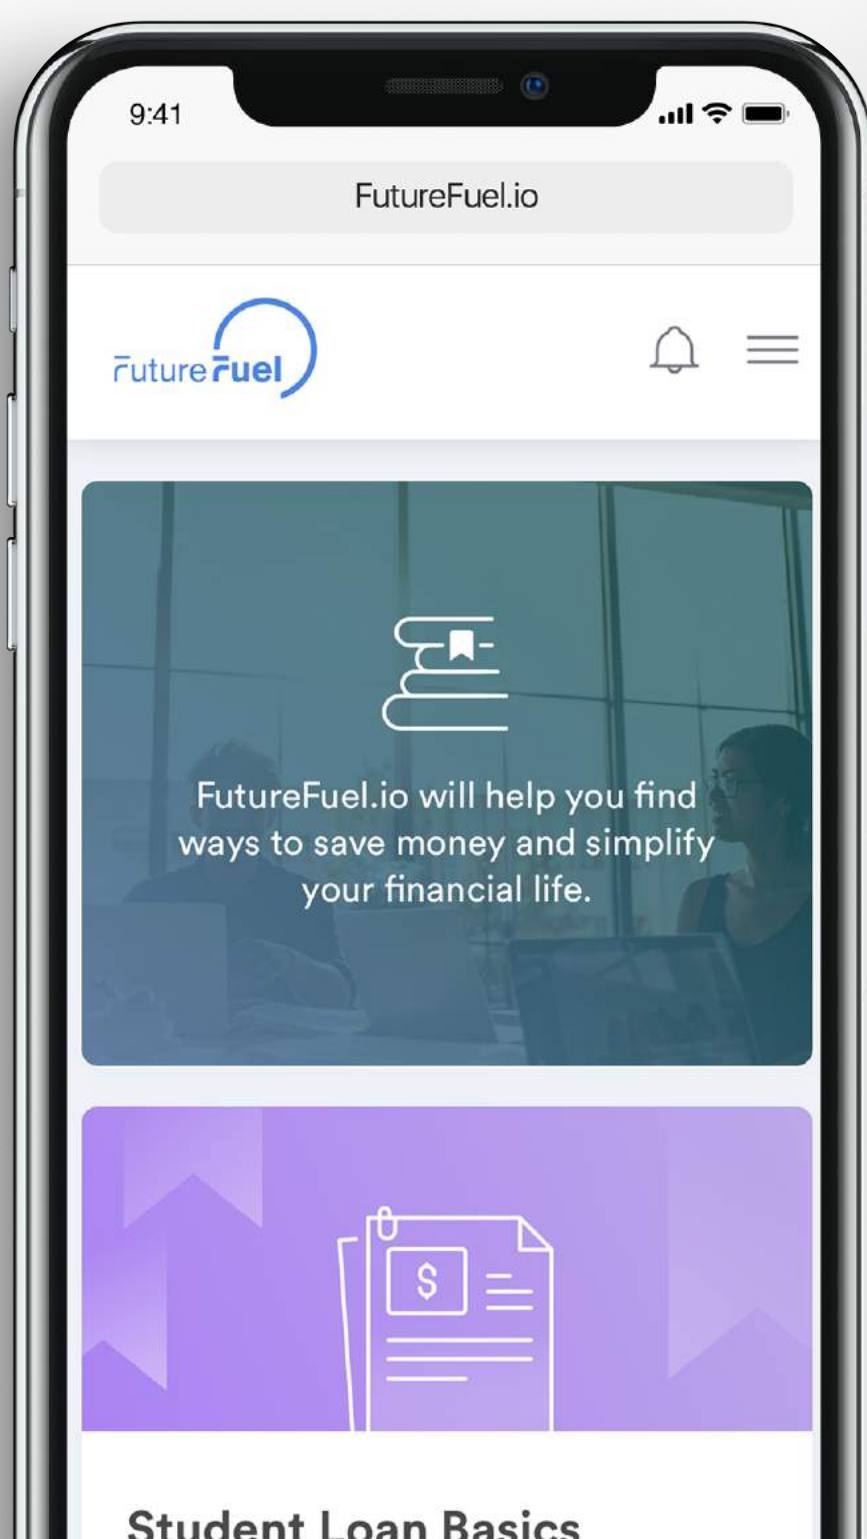 9:41
FutureFuel.io
FutureFuel
FutureFuel.io will help you find
ways to save money and simplify
your financial life.
$
Student Loan Basics